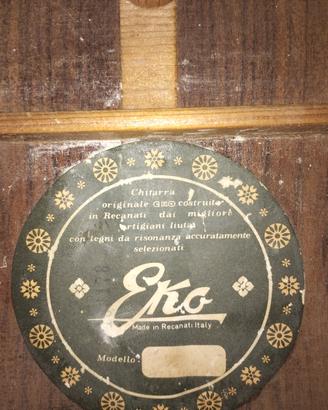 Chitarra
originale EKO costruita
in Recanati dai migliori
artigiani liutai
con legni da risonanza accuratamente
selezionati
Eko
Made in Recanati Italy
Modello